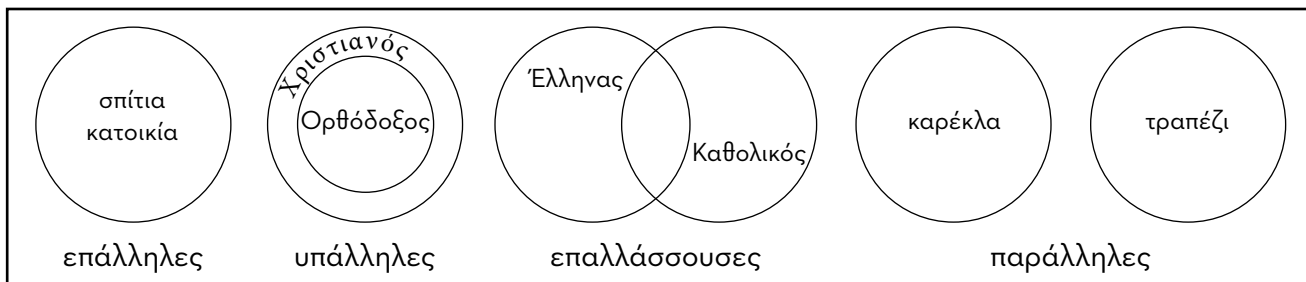 σπίτια
κατοικία
Χριστιανός
Ορθόδοξος
Έλληνας
Καθολικός
καρέκλα
τραπέζι
επάλληλες
υπάλληλες
επαλλάσσουσες
παράλληλες